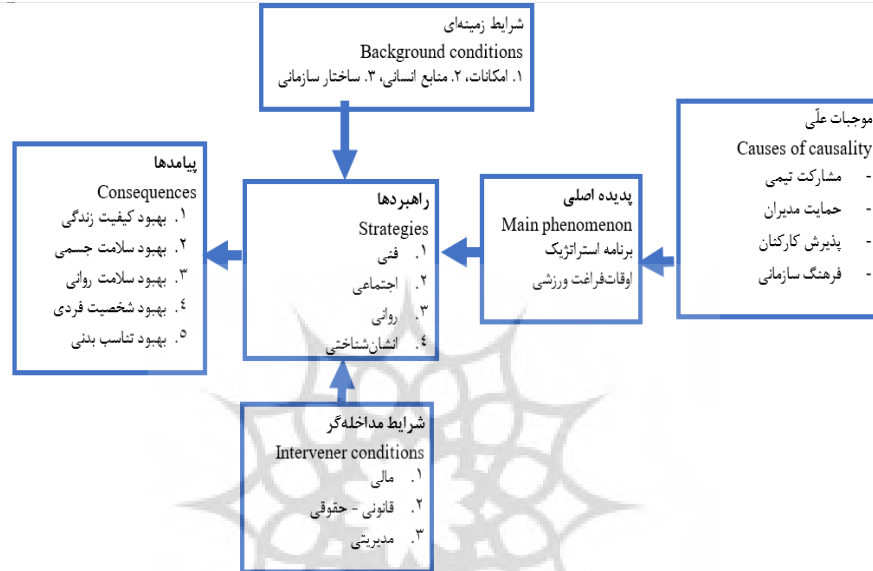 شرایط زمینه‌ای
Background conditions
۱. امکانات، ۲. منابع انسانی، ۳. ساختار سازمانی
موجبات علّی
Causes of causality
- مشارکت تیمی
- حمایت مدیران
- پذیرش کارکنان
- فرهنگ سازمانی
پدیده اصلی
Main phenomenon
برنامه استراتژیک
اوقات‌فراغت ورزشی
راهبردها
Strategies
۱. فنی
۲. اجتماعی
۳. روانی
٤. انشان‌شناختی
پیامدها
Consequences
۱. بهبود کیفیت زندگی
۲. بهبود سلامت جسمی
۳. بهبود سلامت روانی
٤. بهبود شخصیت فردی
٥. بهبود تناسب بدنی
شرایط مداخله‌گر
Intervener conditions
۱. مالی
۲. قانونی - حقوقی
۳. مدیریتی